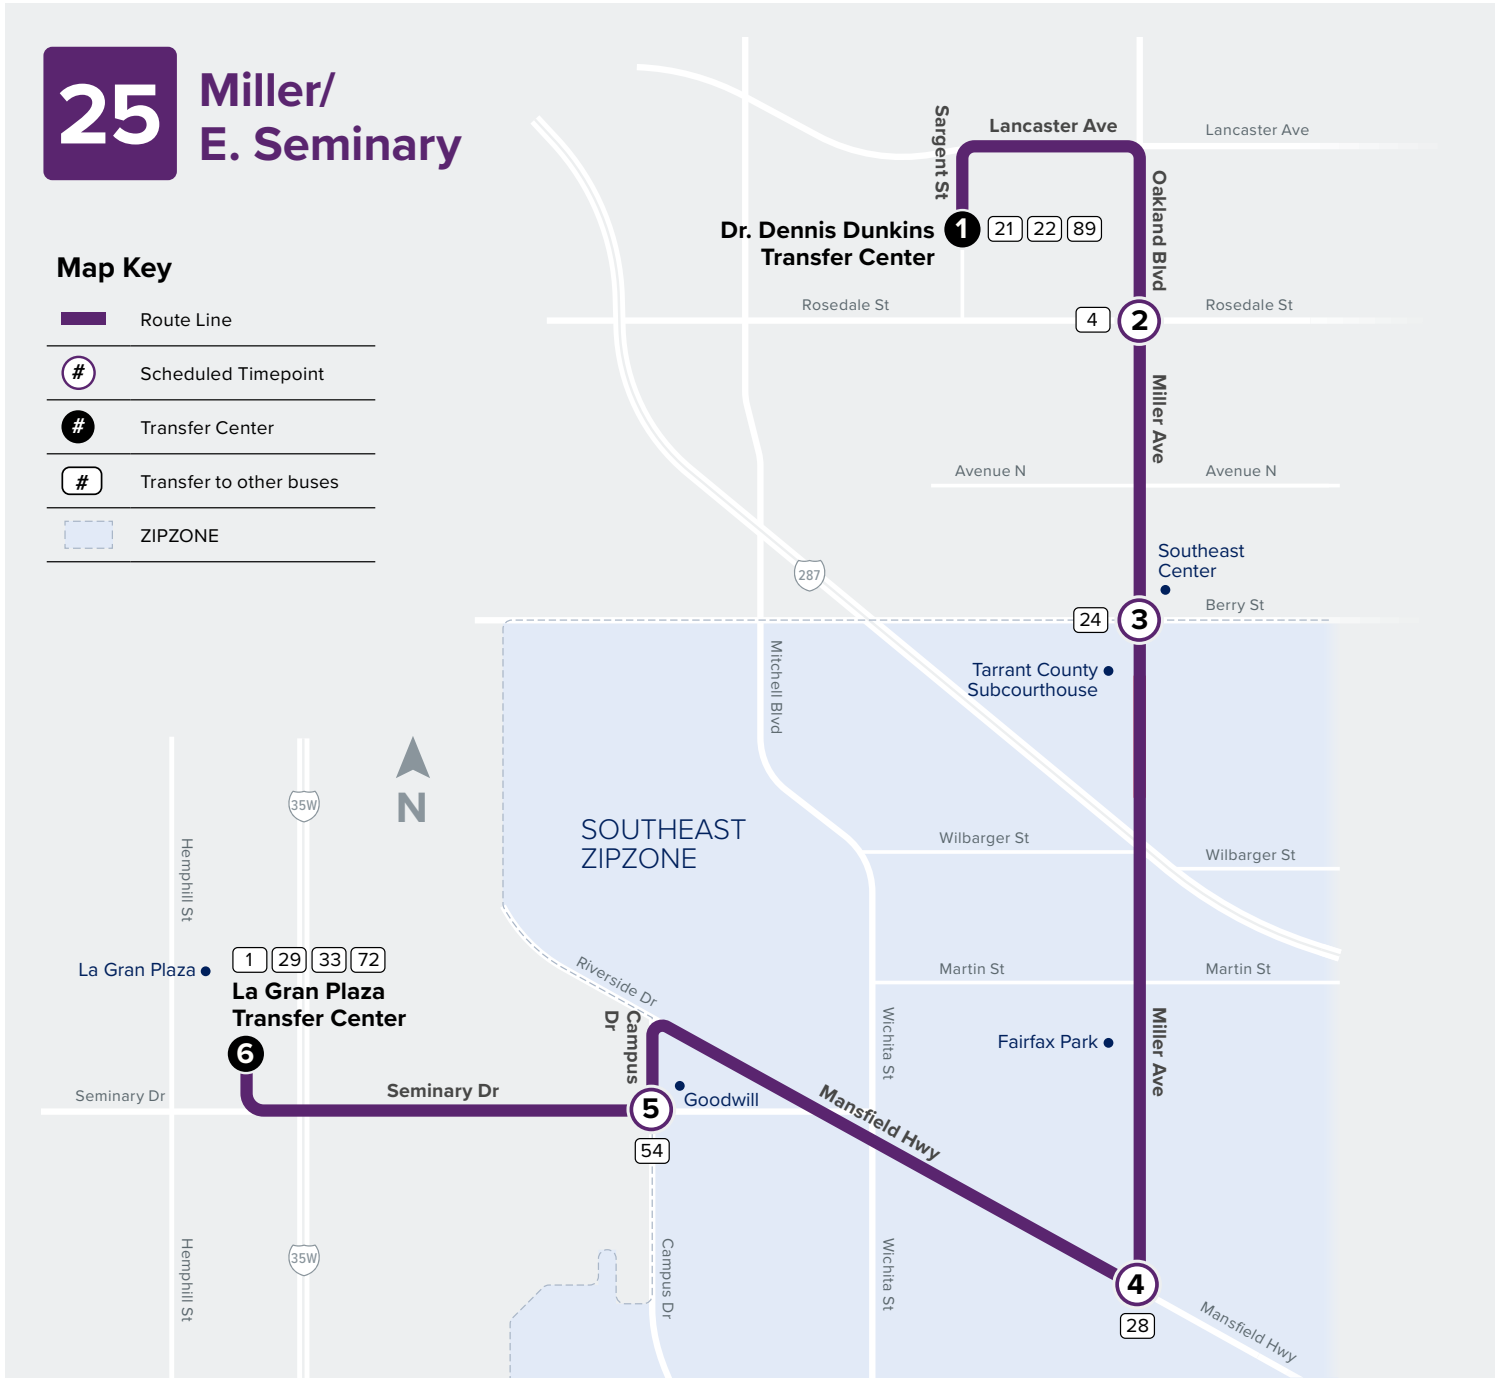 25
Miller/
E. Seminary
Map Key
Route Line
# Scheduled Timepoint
# Transfer Center
# Transfer to other buses
ZIPZONE
Sargent St
Lancaster Ave
Lancaster Ave
Oakland Blvd
Dr. Dennis Dunkins
Transfer Center
1
21 22 89
Rosedale St
4
2
Rosedale St
Miller Ave
Avenue N
Avenue N
287
Southeast
Center
Berry St
24
3
Tarrant County
Subcourthouse
Mitchell Blvd
N
35W
Hemphill St
SOUTHEAST
ZIPZONE
Wilbarger St
Wilbarger St
La Gran Plaza
1 29 33 72
La Gran Plaza
Transfer Center
6
Riverside Dr
Martin St
Martin St
Campus
Dr
Wichita St
Fairfax Park
Miller Ave
Seminary Dr
Seminary Dr
5
Goodwill
54
Mansfield Hwy
35W
Hemphill St
Campus Dr
Wichita St
4
28
Mansfield Hwy